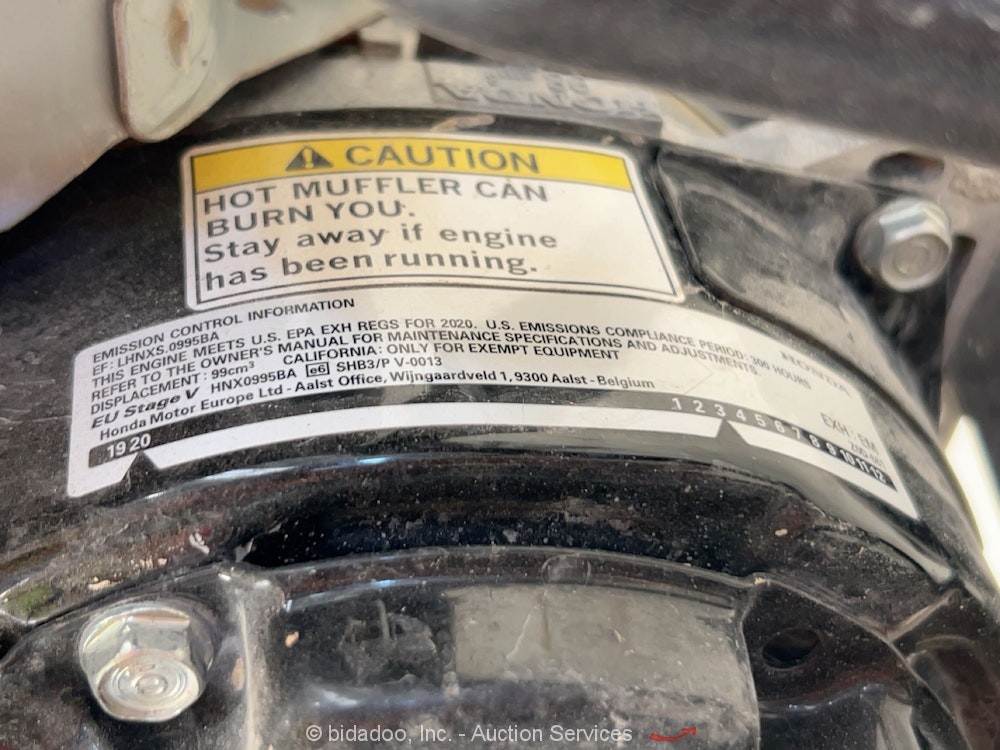 CAUTION
HOT MUFFLER CAN
BURN YOU.
Stay away if engine
has been running.
EMISSION CONTROL INFORMATION
EF: LHNXS.0995BA
THIS ENGINE MEETS U.S. EPA EXH REGS FOR 2020. U.S. EMISSIONS COMPLIANCE PERIOD: 300 HOURS
REFER TO THE OWNER'S MANUAL FOR MAINTENANCE SPECIFICATIONS AND ADJUSTMENTS.
DISPLACEMENT: 99cm³ CALIFORNIA: ONLY FOR EXEMPT EQUIPMENT
EU Stage V HNX0995BA e6 SHB3/P V-0013
Honda Motor Europe Ltd - Aalst Office, Wijngaardveld 1, 9300 Aalst - Belgium
EXH: EM
19 20 1 2 3 4 5 6 7 8 9 10 11 12
HONDA
© bidadoo, Inc. - Auction Services